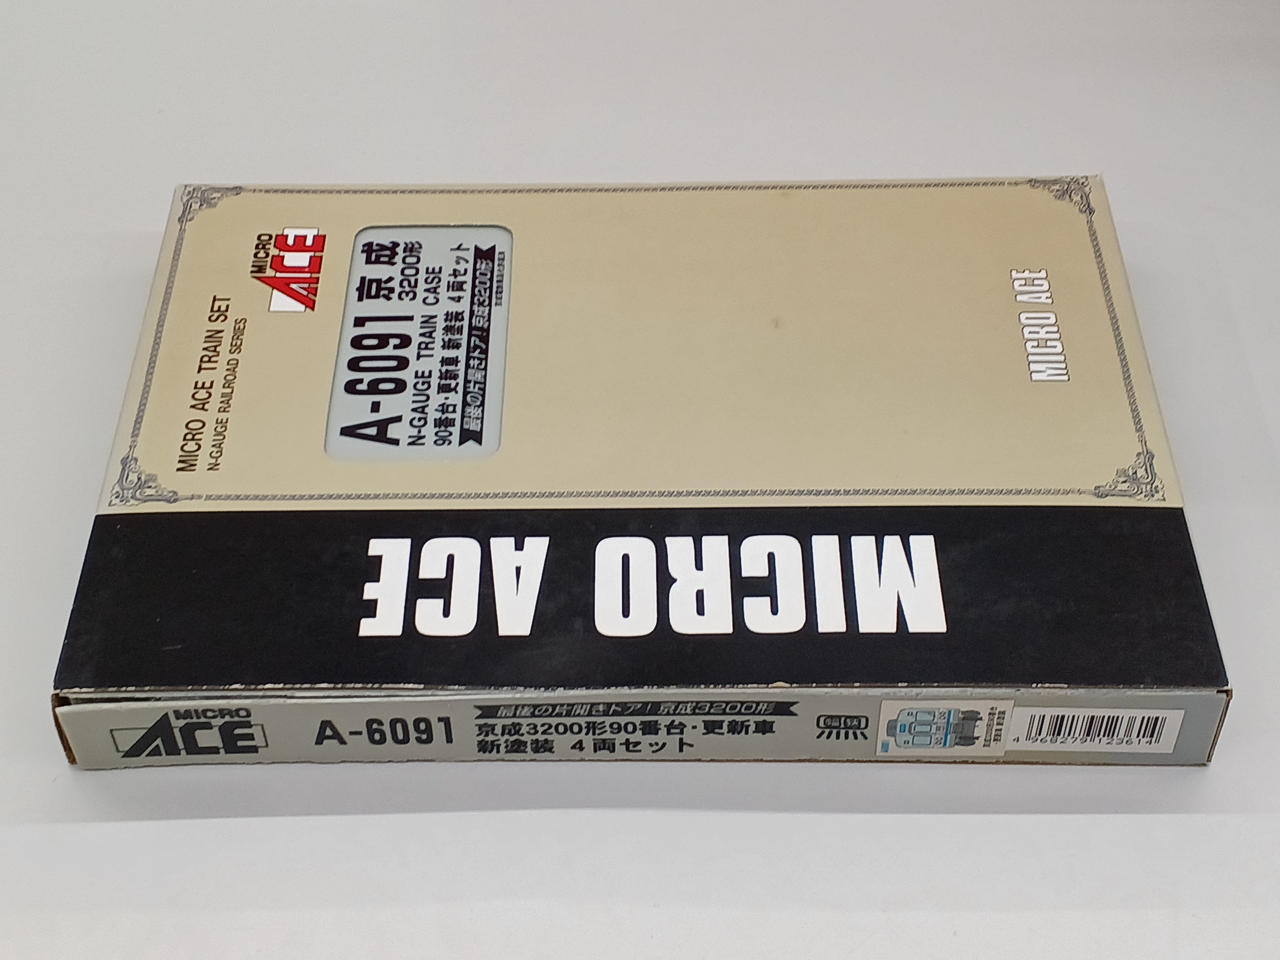 MICRO ACE TRAIN SET
N-GAUGE RAILROAD SERIES
MICRO
ACE
A-6091 京成
N-GAUGE TRAIN CASE 3200形
90番台・更新車 新塗装 4両セット
最後の片開きドア!京成3200形
MICRO ACE
MICRO ACE
MICRO
ACE
A-6091
最後の片開きドア!京成3200形
京成3200形90番台・更新車
新塗装 4両セット
4 968279 123614